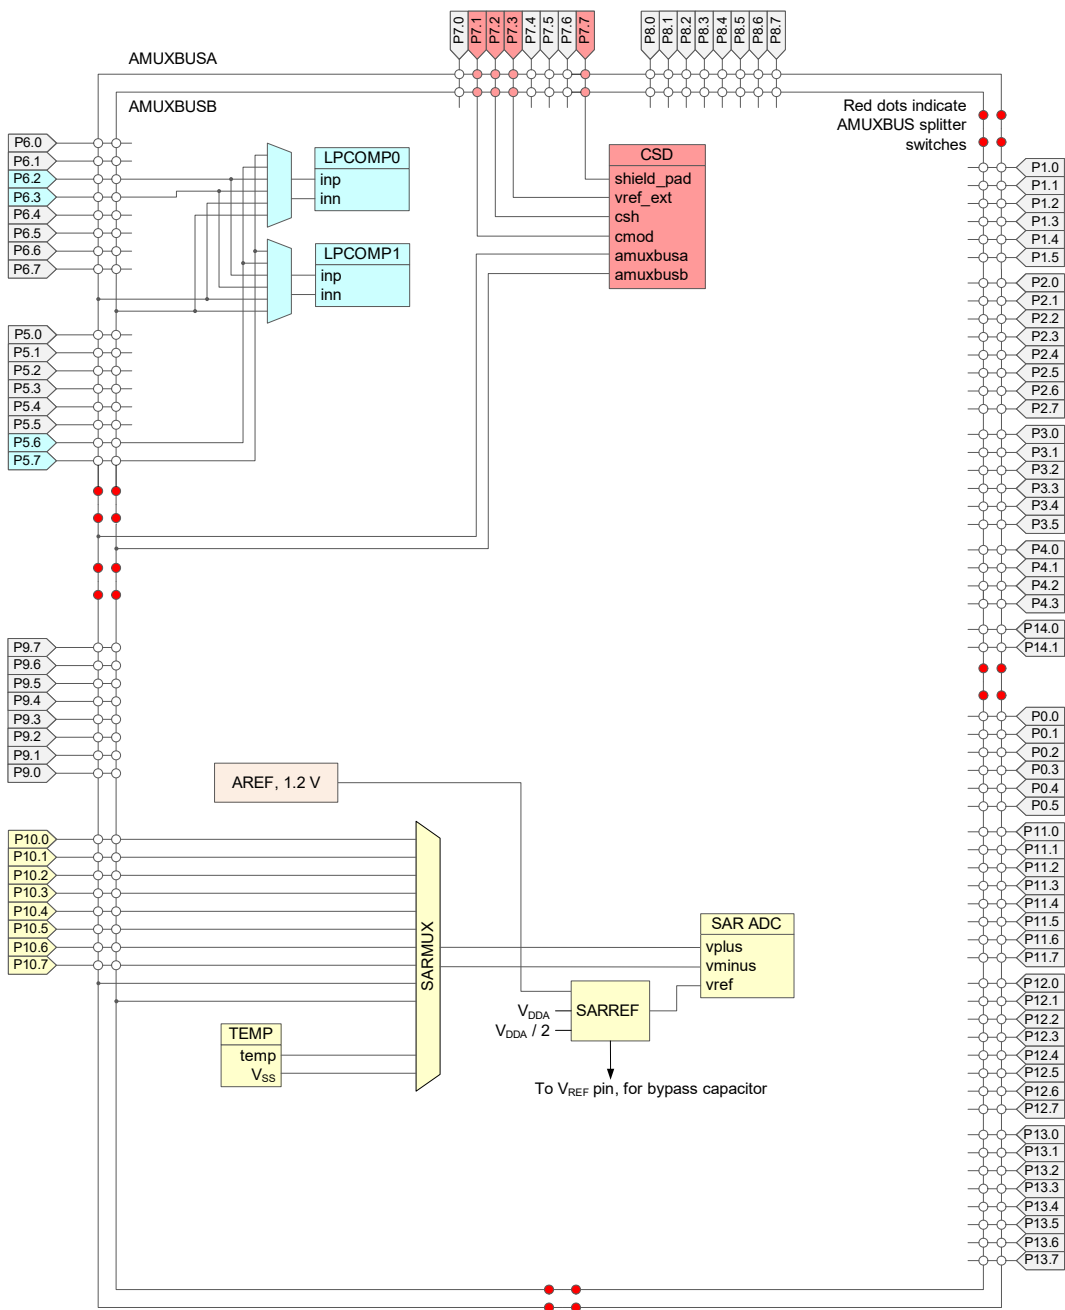 P7.0
P7.1
P7.2
P7.3
P7.4
P7.5
P7.6
P7.7
P8.0
P8.1
P8.2
P8.3
P8.4
P8.5
P8.6
P8.7
AMUXBUSA
AMUXBUSB
Red dots indicate
AMUXBUS splitter
switches
P6.0
P6.1
P6.2
P6.3
P6.4
P6.5
P6.6
P6.7
LPCOMP0
inp
inn
LPCOMP1
inp
inn
CSD
shield_pad
vref_ext
csh
cmod
amuxbusa
amuxbusb
P1.0
P1.1
P1.2
P1.3
P1.4
P1.5
P2.0
P2.1
P2.2
P2.3
P2.4
P2.5
P2.6
P2.7
P5.0
P5.1
P5.2
P5.3
P5.4
P5.5
P5.6
P5.7
P3.0
P3.1
P3.2
P3.3
P3.4
P3.5
P4.0
P4.1
P4.2
P4.3
P14.0
P14.1
P9.7
P9.6
P9.5
P9.4
P9.3
P9.2
P9.1
P9.0
P0.0
P0.1
P0.2
P0.3
P0.4
P0.5
AREF, 1.2 V
P10.0
P10.1
P10.2
P10.3
P10.4
P10.5
P10.6
P10.7
SARMUX
SAR ADC
vplus
vminus
vref
SARREF
VDDA
VDDA / 2
TEMP
temp
VSS
To VREF pin, for bypass capacitor
P11.0
P11.1
P11.2
P11.3
P11.4
P11.5
P11.6
P11.7
P12.0
P12.1
P12.2
P12.3
P12.4
P12.5
P12.6
P12.7
P13.0
P13.1
P13.2
P13.3
P13.4
P13.5
P13.6
P13.7